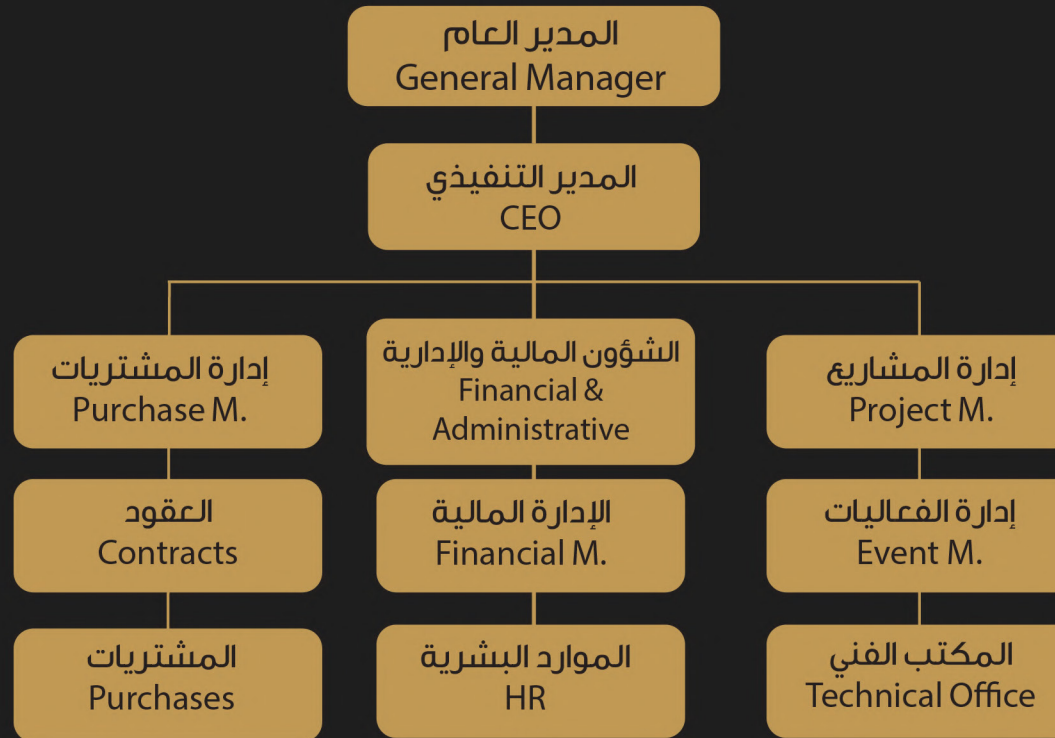 المدير العام
General Manager
المدير التنفيذي
CEO
إدارة المشتريات
Purchase M.
الشؤون المالية والإدارية
Financial &
Administrative
إدارة المشاريع
Project M.
العقود
Contracts
الإدارة المالية
Financial M.
إدارة الفعاليات
Event M.
المشتريات
Purchases
الموارد البشرية
HR
المكتب الفني
Technical Office